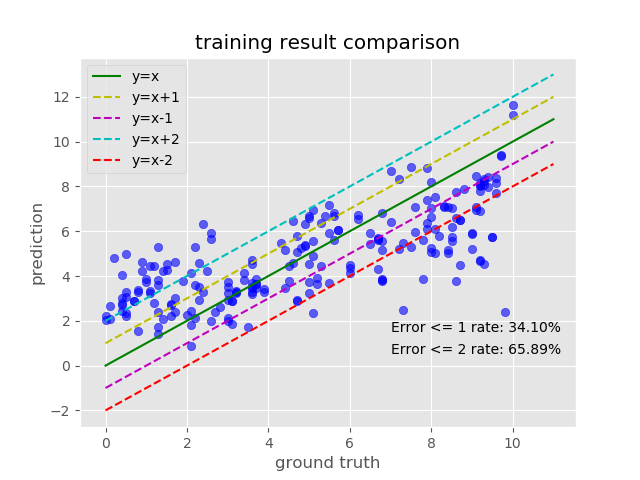 training result comparison
y=x
y=x+1
y=x-1
y=x+2
y=x-2
12
10
8
6
4
2
0
−2
prediction
Error <= 1 rate: 34.10%
Error <= 2 rate: 65.89%
0 2 4 6 8 10
ground truth